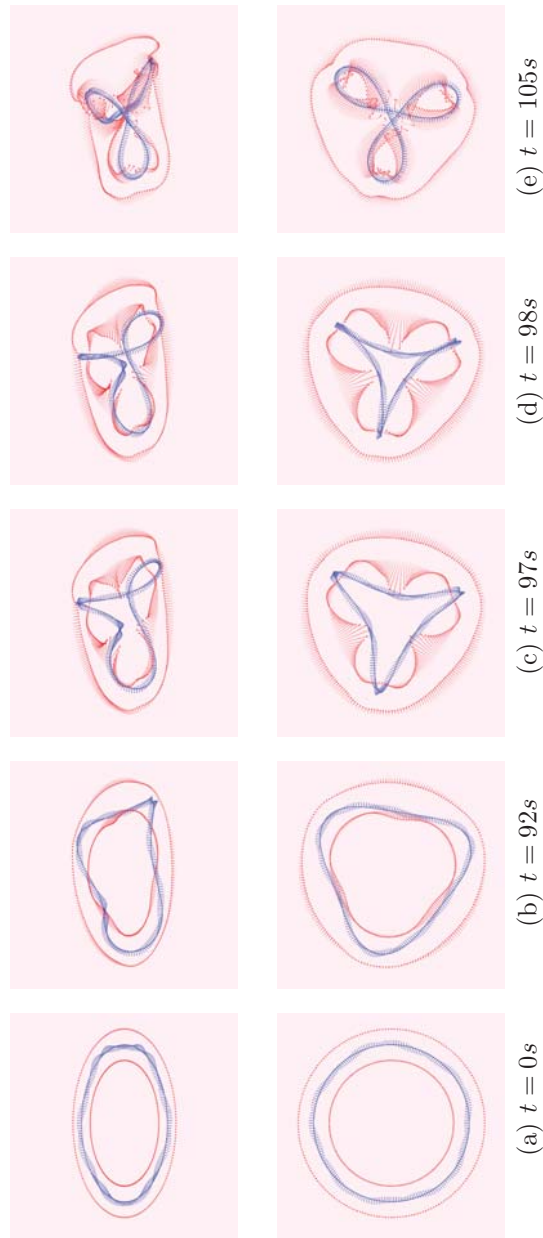 (a) t = 0s
(b) t = 92s
(c) t = 97s
(d) t = 98s
(e) t = 105s